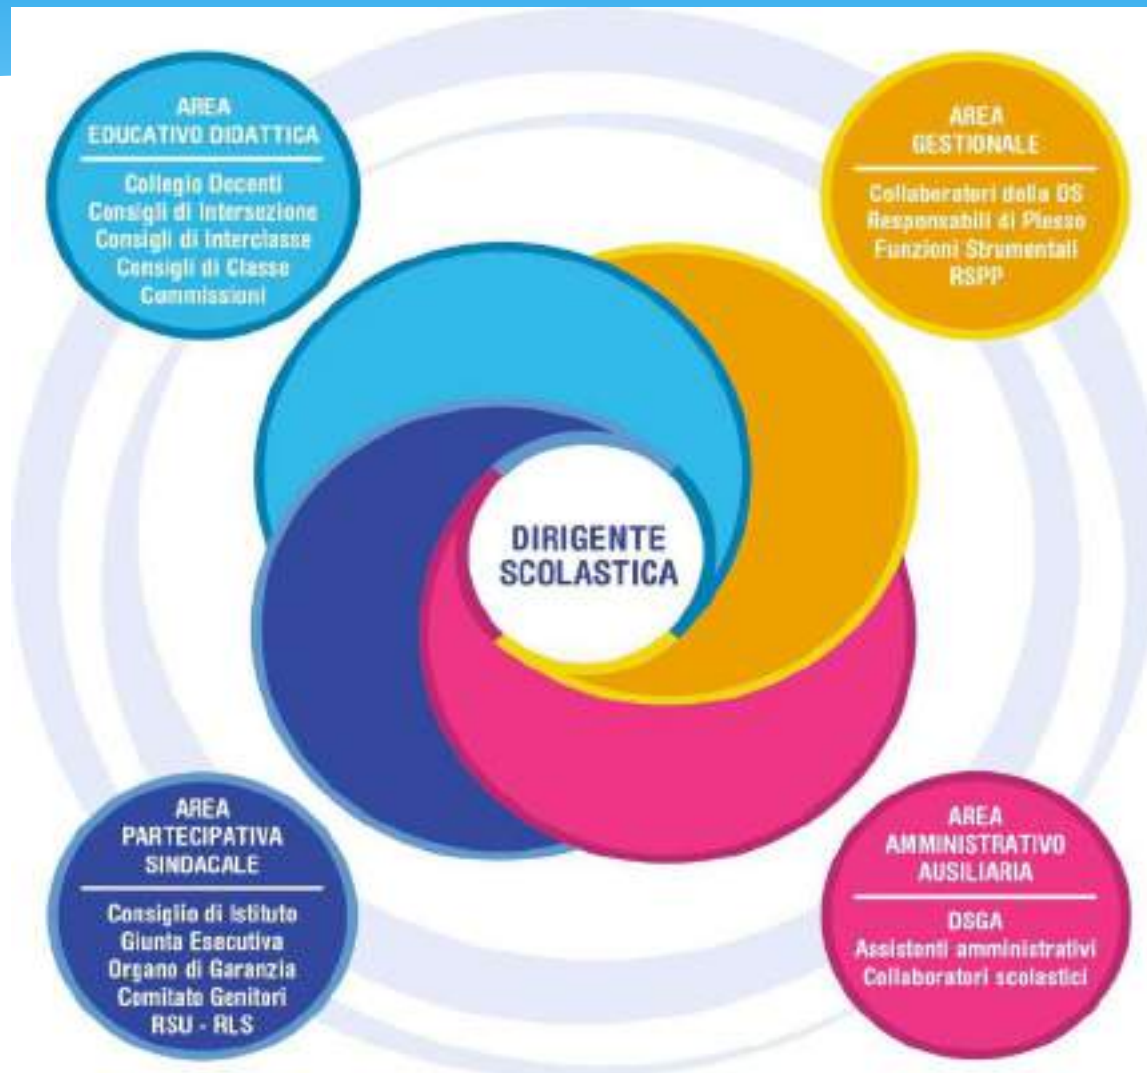 AREA
EDUCATIVO DIDATTICA
Collegio Docenti
Consigli di Intersezione
Consigli di Interclasse
Consigli di Classe
Commissioni
AREA
GESTIONALE
Collaboratori della DS
Responsabili di Plesso
Funzioni Strumentali
RSPP
DIRIGENTE
SCOLASTICA
AREA
PARTECIPATIVA
SINDACALE
Consiglio di Istituto
Giunta Esecutiva
Organo di Garanzia
Comitato Genitori
RSU - RLS
AREA
AMMINISTRATIVO
AUSILIARIA
DSGA
Assistenti amministrativi
Collaboratori scolastici